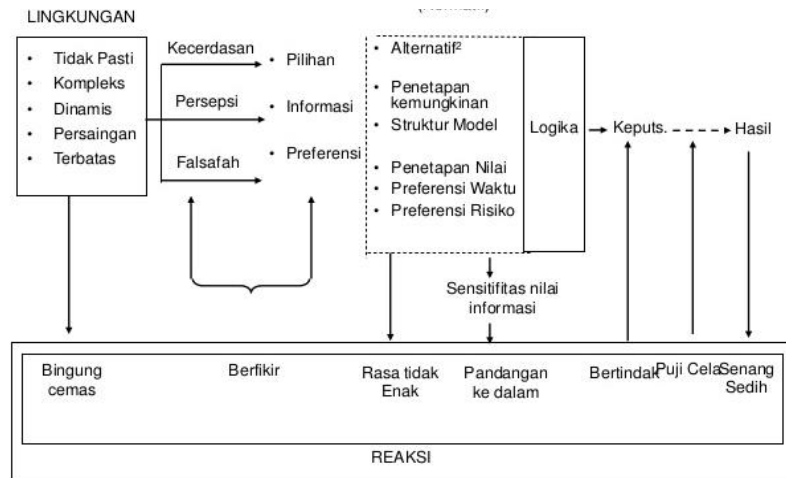 LINGKUNGAN
• Tidak Pasti
• Kompleks
• Dinamis
• Persaingan
• Terbatas
Kecerdasan
Persepsi
Falsafah
• Pilihan
• Informasi
• Preferensi
• Alternatif²
• Penetapan
kemungkinan
• Struktur Model
• Penetapan Nilai
• Preferensi Waktu
• Preferensi Risiko
Logika
Keputs.
Hasil
Sensitifitas nilai
informasi
Bingung
cemas
Berfikir
Rasa tidak
Enak
Pandangan
ke dalam
Bertindak
Puji Cela
Senang
Sedih
REAKSI